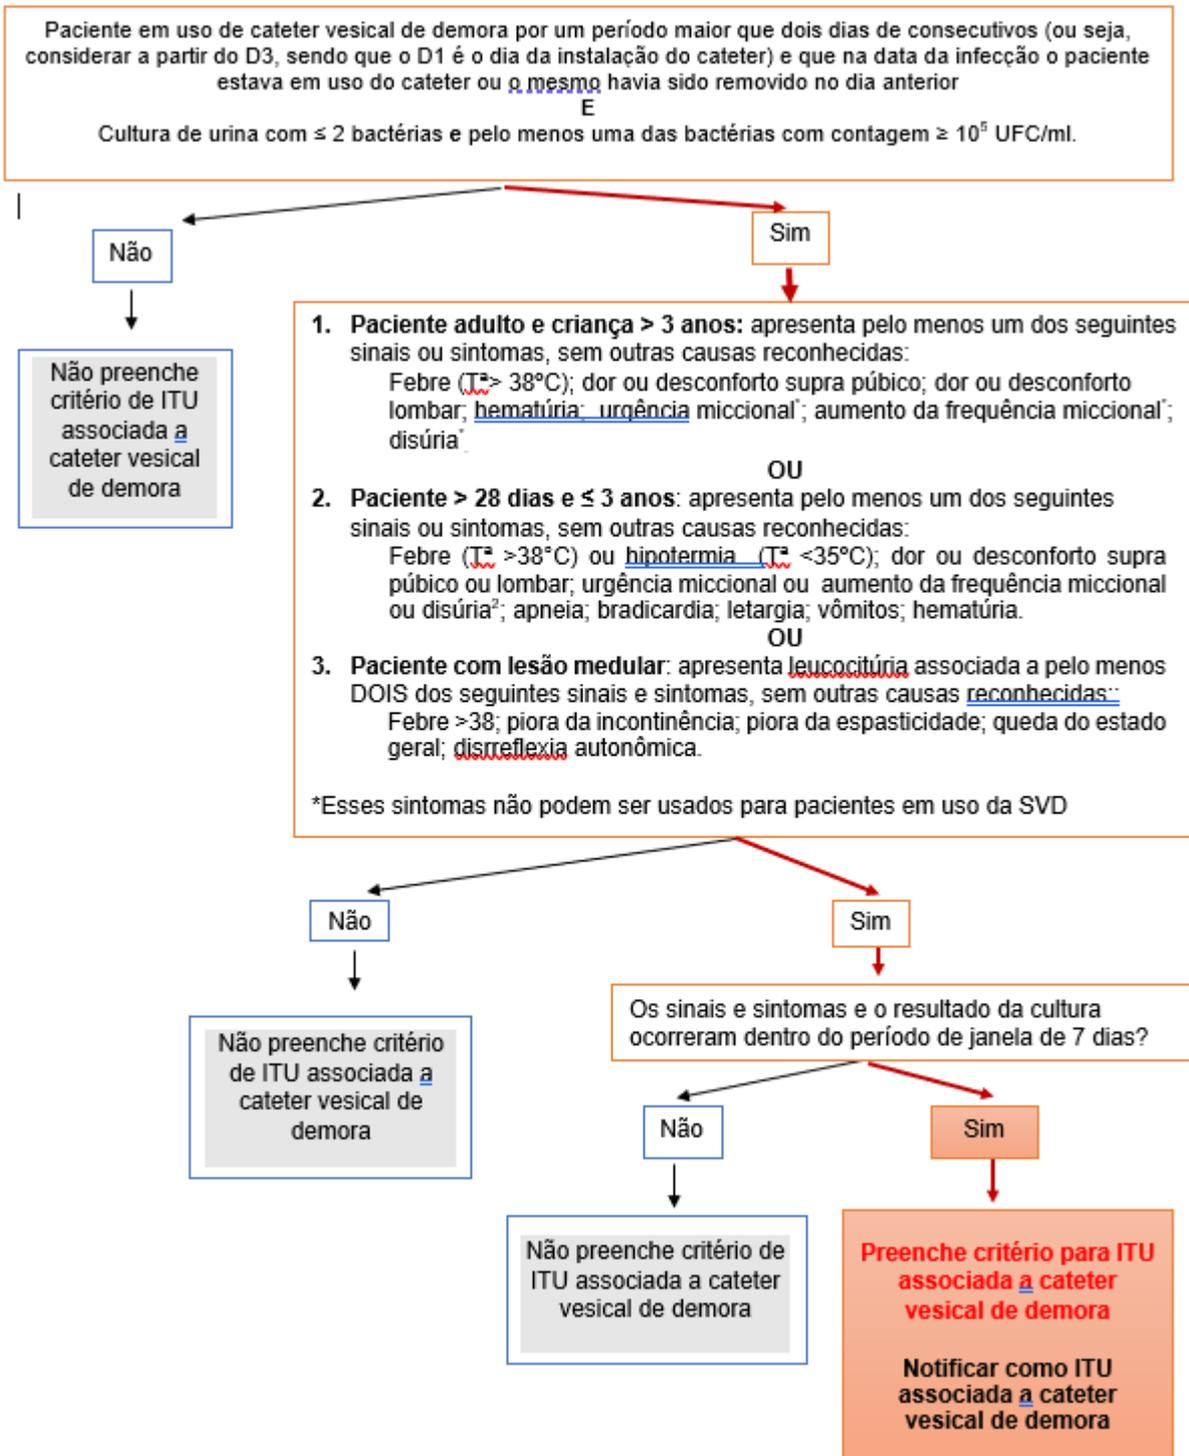 Paciente em uso de cateter vesical de demora por um período maior que dois dias de consecutivos (ou seja,
considerar a partir do D3, sendo que o D1 é o dia da instalação do cateter) e que na data da infecção o paciente
estava em uso do cateter ou o mesmo havia sido removido no dia anterior
E
Cultura de urina com ≤ 2 bactérias e pelo menos uma das bactérias com contagem ≥ 10⁵ UFC/ml.
Não
Sim
Não preenche
critério de ITU
associada a
cateter vesical
de demora
1. Paciente adulto e criança > 3 anos: apresenta pelo menos um dos seguintes
sinais ou sintomas, sem outras causas reconhecidas:
Febre (Tª> 38ºC); dor ou desconforto supra púbico; dor ou desconforto
lombar; hematúria; urgência miccional*; aumento da frequência miccional*;
disúria*.
OU
2. Paciente > 28 dias e ≤ 3 anos: apresenta pelo menos um dos seguintes
sinais ou sintomas, sem outras causas reconhecidas:
Febre (Tª >38°C) ou hipotermia (Tª <35ºC); dor ou desconforto supra
púbico ou lombar; urgência miccional ou aumento da frequência miccional
ou disúria²; apneia; bradicardia; letargia; vômitos; hematúria.
OU
3. Paciente com lesão medular: apresenta leucocitúria associada a pelo menos
DOIS dos seguintes sinais e sintomas, sem outras causas reconhecidas::
Febre >38; piora da incontinência; piora da espasticidade; queda do estado
geral; disrreflexia autonômica.
*Esses sintomas não podem ser usados para pacientes em uso da SVD
Não
Sim
Não preenche critério
de ITU associada a
cateter vesical de
demora
Os sinais e sintomas e o resultado da cultura
ocorreram dentro do período de janela de 7 dias?
Não
Sim
Não preenche critério de
ITU associada a cateter
vesical de demora
Preenche critério para ITU
associada a cateter
vesical de demora
Notificar como ITU
associada a cateter
vesical de demora